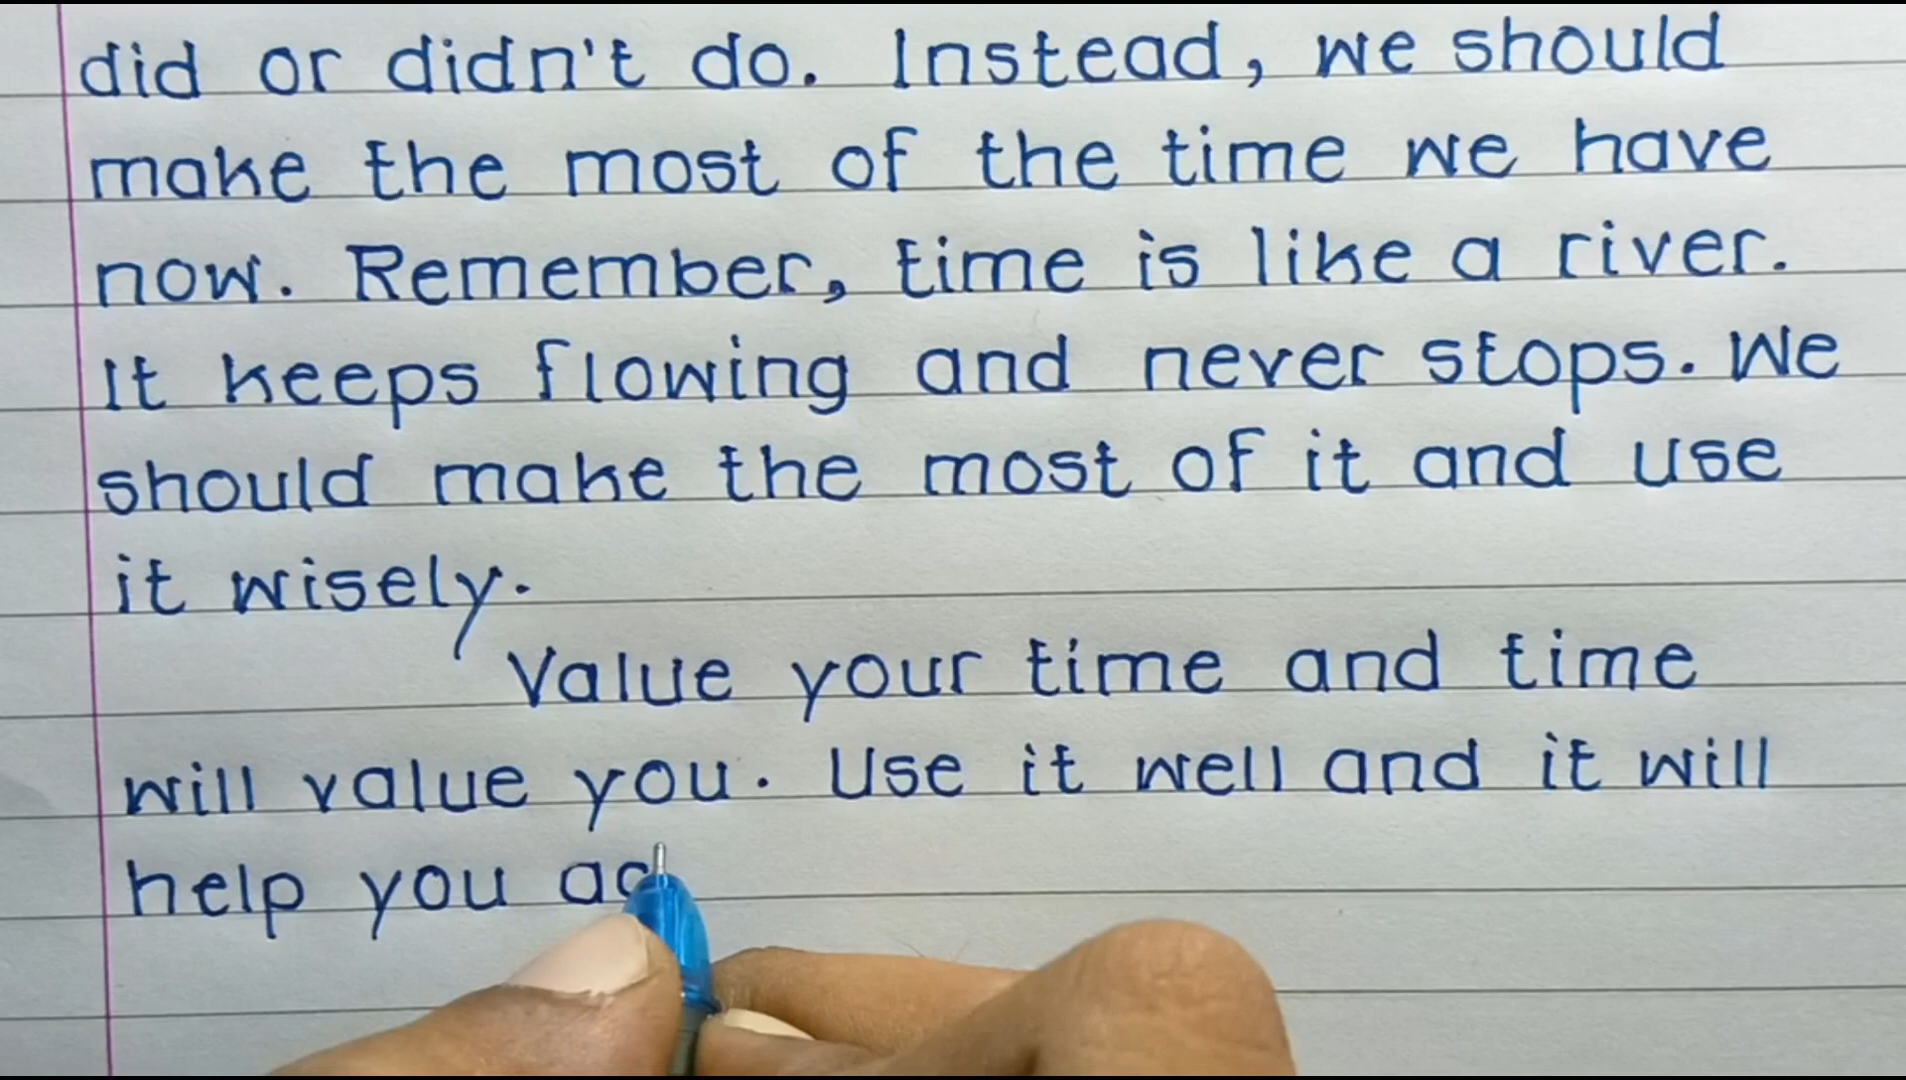 did or didn't do. Instead, we should
make the most of the time we have
now. Remember, time is like a river.
It keeps flowing and never stops. We
should make the most of it and use
it wisely.
Value your time and time
will value you. Use it well and it will
help you ac